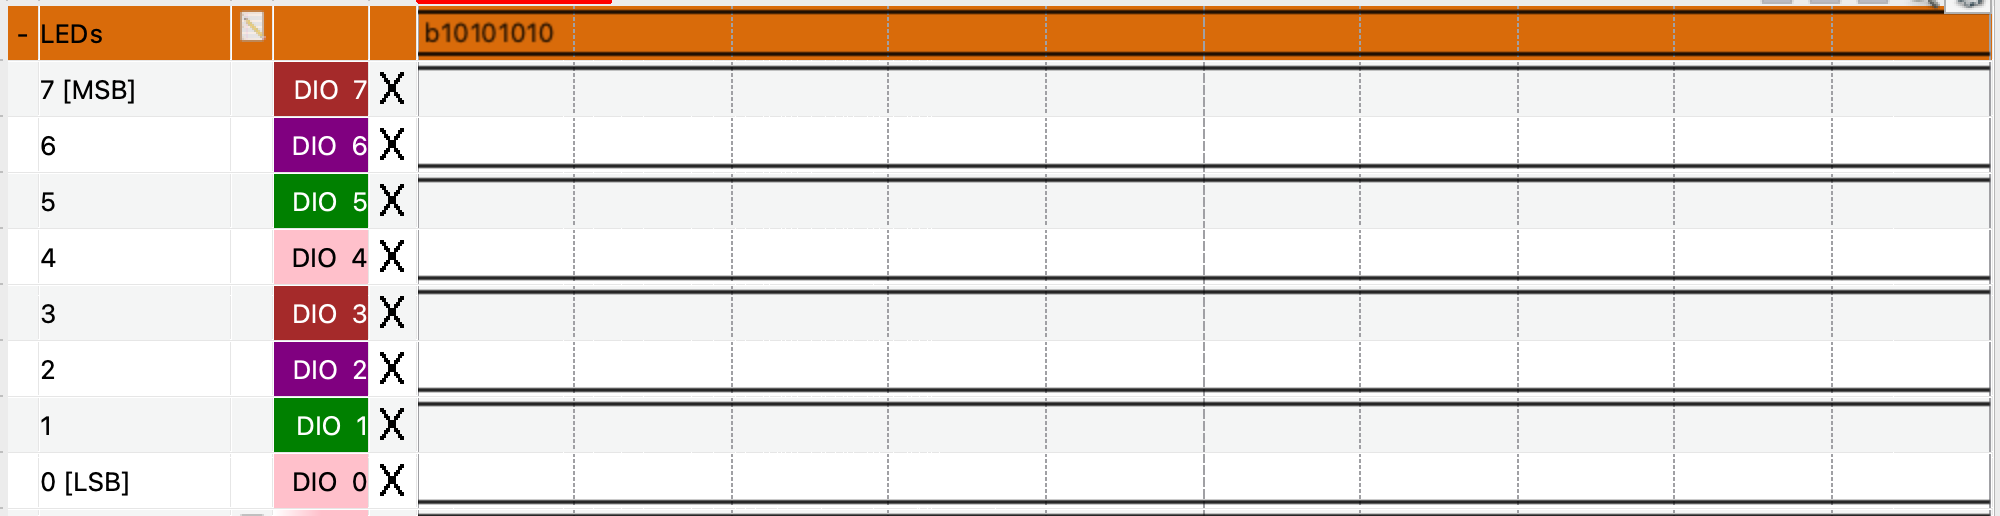 - LEDs b10101010
7 [MSB] DIO 7 X
6 DIO 6 X
5 DIO 5 X
4 DIO 4 X
3 DIO 3 X
2 DIO 2 X
1 DIO 1 X
0 [LSB] DIO 0 X